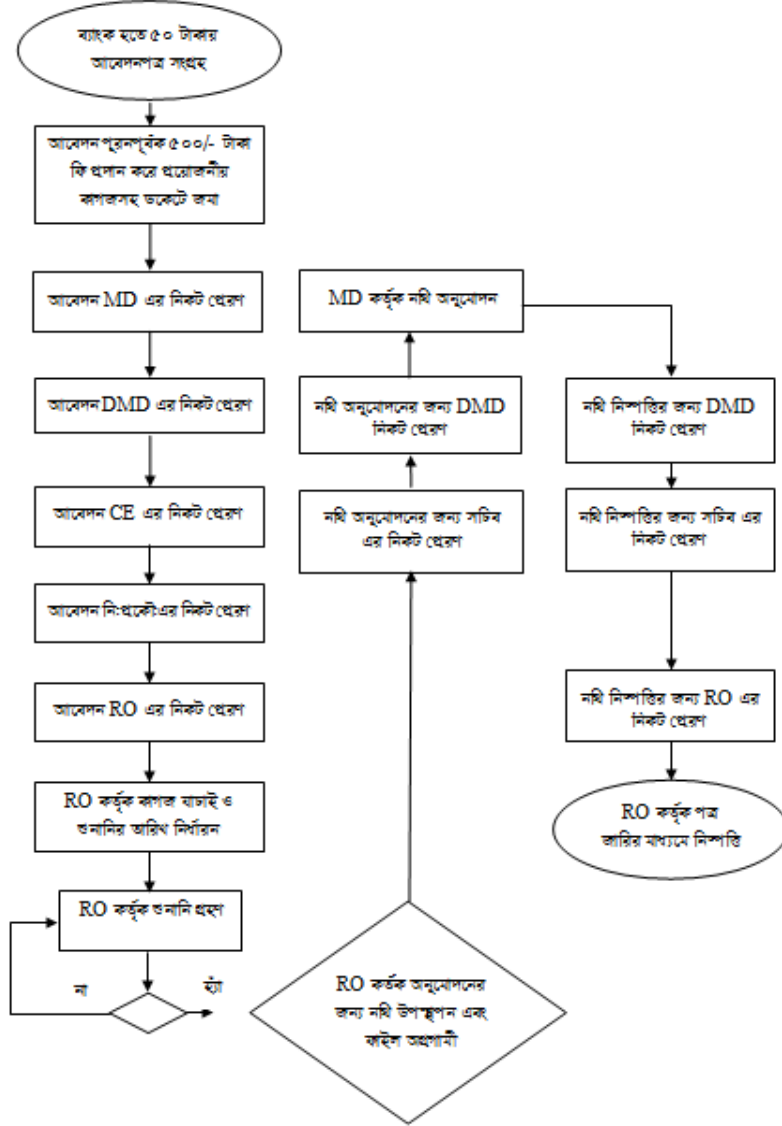 ব্যাংক হতে ৫০ টাকায়
আবেদনপত্র সংগ্রহ
আবেদন পূরনপূর্বক ৫০০/- টাকা
ফি প্রদান করে প্রয়োজনীয়
কাগজসহ ডকেটে জমা
আবেদন MD এর নিকট প্রেরণ
আবেদন DMD এর নিকট প্রেরণ
আবেদন CE এর নিকট প্রেরণ
আবেদন নি:প্রকৌ:এর নিকট প্রেরণ
আবেদন RO এর নিকট প্রেরণ
RO কর্তৃক কাগজ যাচাই ও
শুনানির তারিখ নির্ধারন
RO কর্তৃক শুনানি গ্রহণ
না
হ্যাঁ
RO কর্তক অনুমোদনের
জন্য নথি উপস্থাপন এবং
ফাইল অগ্রগামী
নথি অনুমোদনের জন্য সচিব
এর নিকট প্রেরণ
নথি অনুমোদনের জন্য DMD
নিকট প্রেরণ
MD কর্তৃক নথি অনুমোদন
নথি নিষ্পত্তির জন্য DMD
নিকট প্রেরণ
নথি নিষ্পত্তির জন্য সচিব এর
নিকট প্রেরণ
নথি নিষ্পত্তির জন্য RO এর
নিকট প্রেরণ
RO কর্তৃক পত্র
জারির মাধ্যমে নিষ্পত্তি